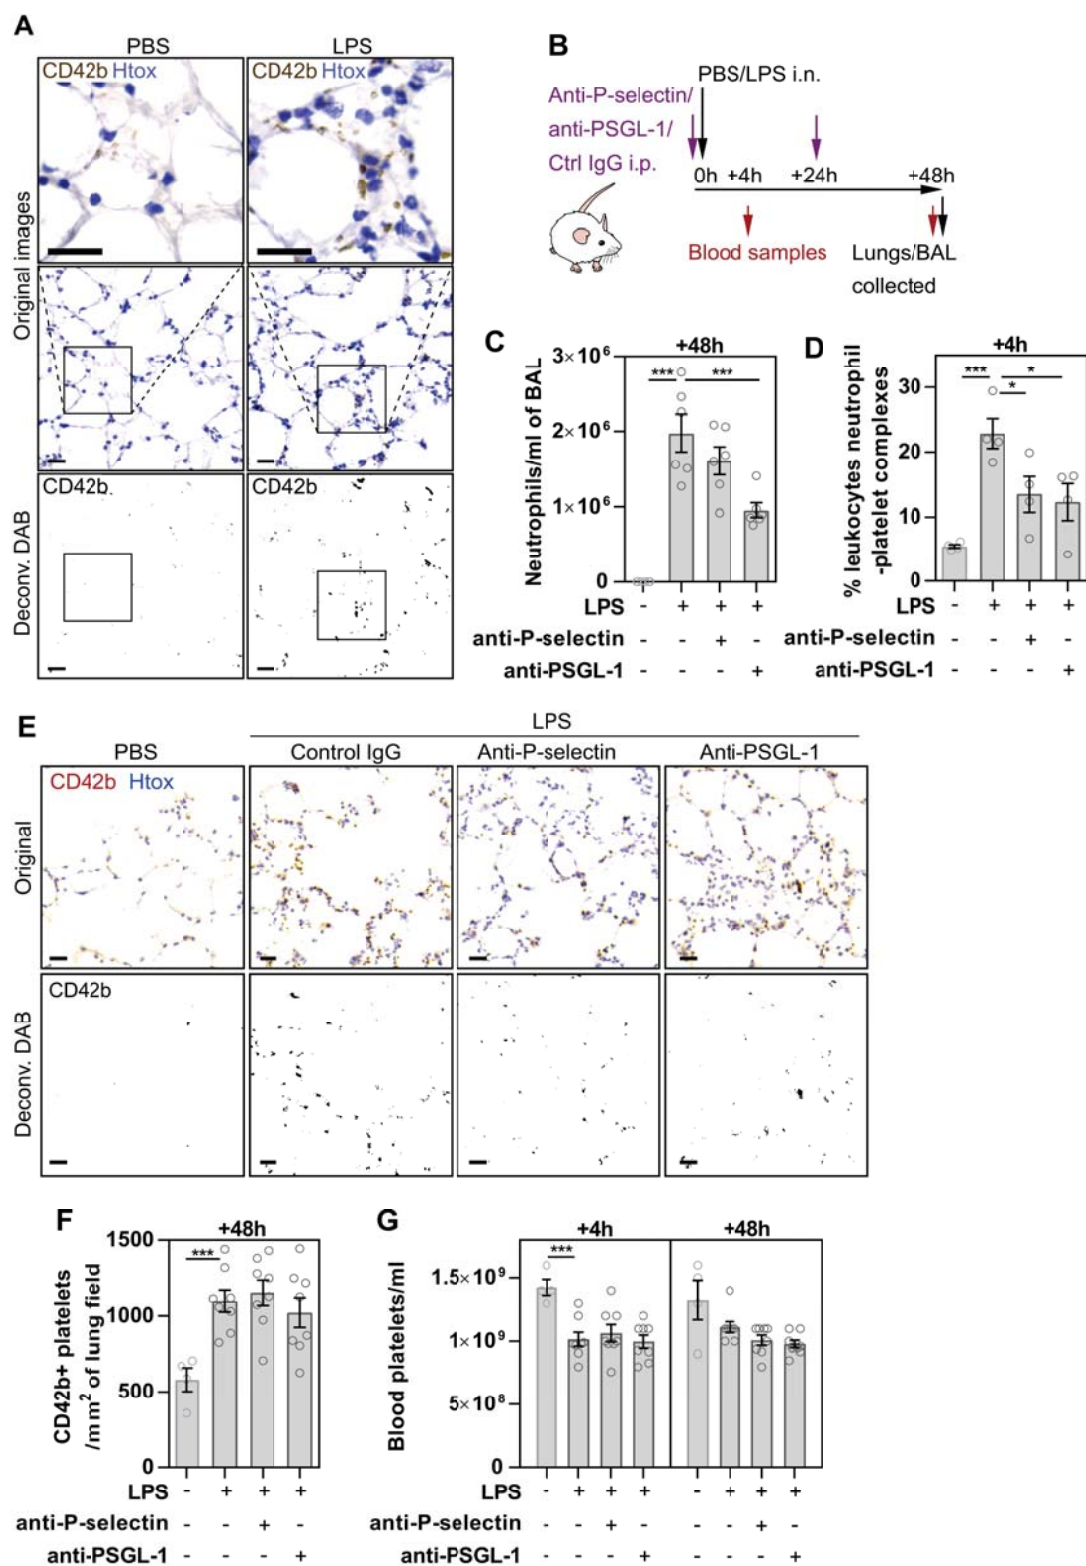 A
PBS LPS
CD42b Htox CD42b Htox
Original images
CD42b CD42b
Deconv. DAB
B
PBS/LPS i.n.
Anti-P-selectin/
anti-PSGL-1/
Ctrl IgG i.p.
0h +4h +24h +48h
Blood samples Lungs/BAL
collected
C
+48h
*** ***
Neutrophils/ml of BAL
3×10⁶
2×10⁶
1×10⁶
0
LPS - + + +
anti-P-selectin - - + -
anti-PSGL-1 - - - +
D
+4h
*** *
*
% leukocytes neutrophil
-platelet complexes
30
20
10
0
LPS - + + +
anti-P-selectin - - + -
anti-PSGL-1 - - - +
E
LPS
PBS Control IgG Anti-P-selectin Anti-PSGL-1
CD42b Htox
Original
CD42b
Deconv. DAB
F
+48h
***
CD42b+ platelets
/mm² of lung field
1500
1000
500
0
LPS - + + +
anti-P-selectin - - + -
anti-PSGL-1 - - - +
G
+4h +48h
***
Blood platelets/ml
1.5×10⁹
1×10⁹
5×10⁸
0
LPS - + + + - + + +
anti-P-selectin - - + - - - + -
anti-PSGL-1 - - - + - - - +